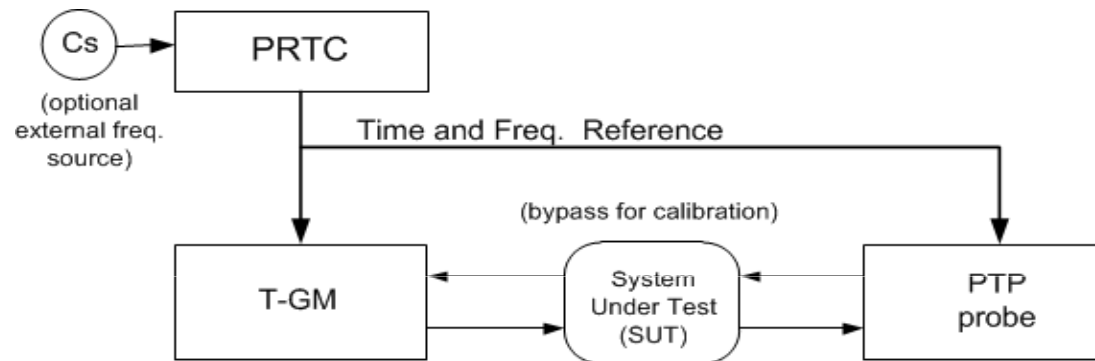 Cs
PRTC
(optional
external freq.
source)
Time and Freq. Reference
(bypass for calibration)
T-GM
System
Under Test
(SUT)
PTP
probe